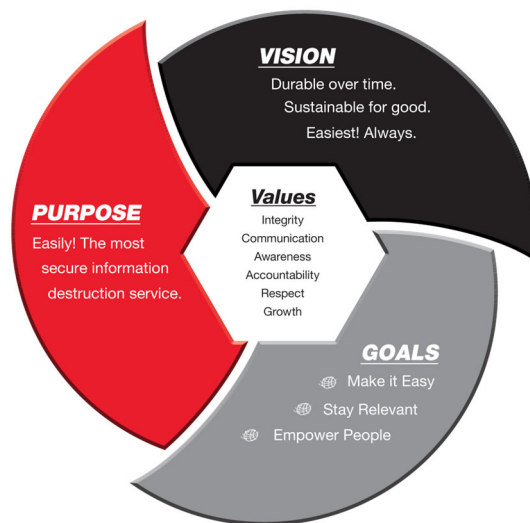 VISION
Durable over time.
Sustainable for good.
Easiest! Always.
PURPOSE
Easily! The most
secure information
destruction service.
Values
Integrity
Communication
Awareness
Accountability
Respect
Growth
GOALS
Make it Easy
Stay Relevant
Empower People